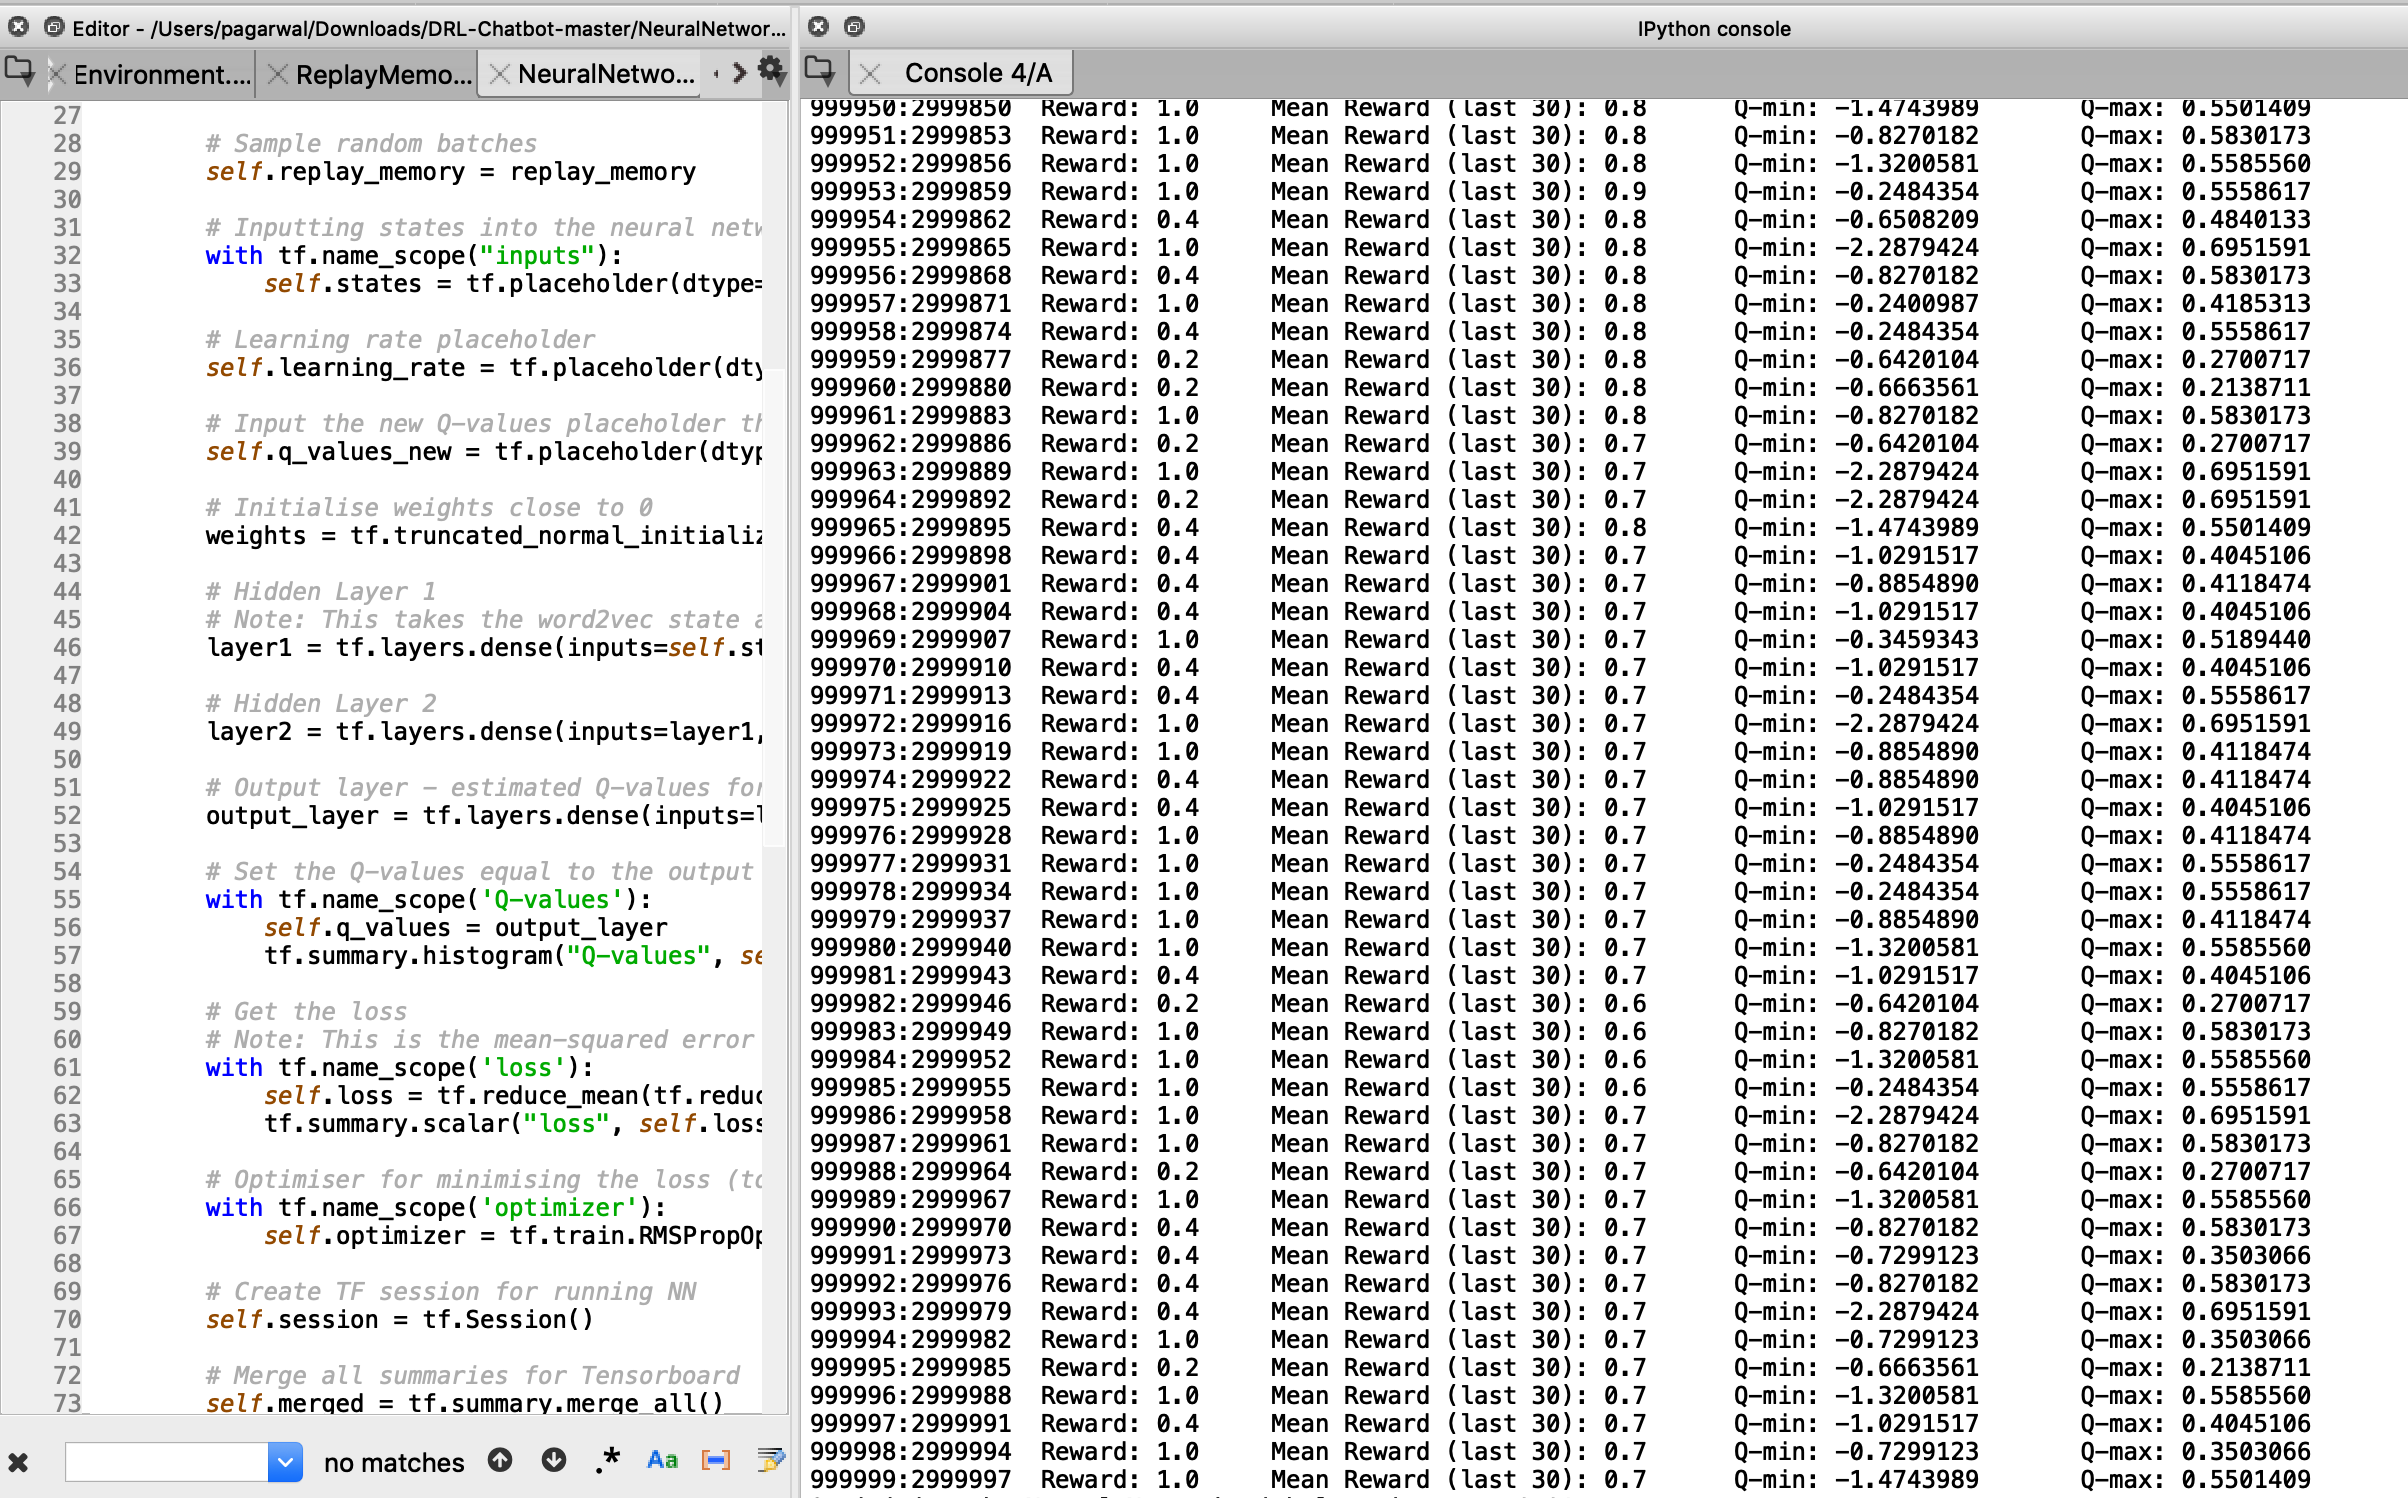 Editor - /Users/pagarwal/Downloads/DRL-Chatbot-master/NeuralNetwor...
Environment....
ReplayMemo...
NeuralNetwo...
27
28 # Sample random batches
29 self.replay_memory = replay_memory
30
31 # Inputting states into the neural netw
32 with tf.name_scope("inputs"):
33 self.states = tf.placeholder(dtype=
34
35 # Learning rate placeholder
36 self.learning_rate = tf.placeholder(dty
37
38 # Input the new Q-values placeholder th
39 self.q_values_new = tf.placeholder(dtyp
40
41 # Initialise weights close to 0
42 weights = tf.truncated_normal_initializ
43
44 # Hidden Layer 1
45 # Note: This takes the word2vec state a
46 layer1 = tf.layers.dense(inputs=self.st
47
48 # Hidden Layer 2
49 layer2 = tf.layers.dense(inputs=layer1,
50
51 # Output layer - estimated Q-values for
52 output_layer = tf.layers.dense(inputs=l
53
54 # Set the Q-values equal to the output
55 with tf.name_scope('Q-values'):
56 self.q_values = output_layer
57 tf.summary.histogram("Q-values", se
58
59 # Get the loss
60 # Note: This is the mean-squared error
61 with tf.name_scope('loss'):
62 self.loss = tf.reduce_mean(tf.reduc
63 tf.summary.scalar("loss", self.loss
64
65 # Optimiser for minimising the loss (to
66 with tf.name_scope('optimizer'):
67 self.optimizer = tf.train.RMSPropOp
68
69 # Create TF session for running NN
70 self.session = tf.Session()
71
72 # Merge all summaries for Tensorboard
73 self.merged = tf.summary.merge_all()
no matches
.*
Aa
IPython console
Console 4/A
999950:2999850 Reward: 1.0 Mean Reward (last 30): 0.8 Q-min: -1.4743989 Q-max: 0.5501409
999951:2999853 Reward: 1.0 Mean Reward (last 30): 0.8 Q-min: -0.8270182 Q-max: 0.5830173
999952:2999856 Reward: 1.0 Mean Reward (last 30): 0.8 Q-min: -1.3200581 Q-max: 0.5585560
999953:2999859 Reward: 1.0 Mean Reward (last 30): 0.9 Q-min: -0.2484354 Q-max: 0.5558617
999954:2999862 Reward: 0.4 Mean Reward (last 30): 0.8 Q-min: -0.6508209 Q-max: 0.4840133
999955:2999865 Reward: 1.0 Mean Reward (last 30): 0.8 Q-min: -2.2879424 Q-max: 0.6951591
999956:2999868 Reward: 0.4 Mean Reward (last 30): 0.8 Q-min: -0.8270182 Q-max: 0.5830173
999957:2999871 Reward: 1.0 Mean Reward (last 30): 0.8 Q-min: -0.2400987 Q-max: 0.4185313
999958:2999874 Reward: 0.4 Mean Reward (last 30): 0.8 Q-min: -0.2484354 Q-max: 0.5558617
999959:2999877 Reward: 0.2 Mean Reward (last 30): 0.8 Q-min: -0.6420104 Q-max: 0.2700717
999960:2999880 Reward: 0.2 Mean Reward (last 30): 0.8 Q-min: -0.6663561 Q-max: 0.2138711
999961:2999883 Reward: 1.0 Mean Reward (last 30): 0.8 Q-min: -0.8270182 Q-max: 0.5830173
999962:2999886 Reward: 0.2 Mean Reward (last 30): 0.7 Q-min: -0.6420104 Q-max: 0.2700717
999963:2999889 Reward: 1.0 Mean Reward (last 30): 0.7 Q-min: -2.2879424 Q-max: 0.6951591
999964:2999892 Reward: 0.2 Mean Reward (last 30): 0.7 Q-min: -2.2879424 Q-max: 0.6951591
999965:2999895 Reward: 0.4 Mean Reward (last 30): 0.8 Q-min: -1.4743989 Q-max: 0.5501409
999966:2999898 Reward: 0.4 Mean Reward (last 30): 0.7 Q-min: -1.0291517 Q-max: 0.4045106
999967:2999901 Reward: 0.4 Mean Reward (last 30): 0.7 Q-min: -0.8854890 Q-max: 0.4118474
999968:2999904 Reward: 0.4 Mean Reward (last 30): 0.7 Q-min: -1.0291517 Q-max: 0.4045106
999969:2999907 Reward: 1.0 Mean Reward (last 30): 0.7 Q-min: -0.3459343 Q-max: 0.5189440
999970:2999910 Reward: 0.4 Mean Reward (last 30): 0.7 Q-min: -1.0291517 Q-max: 0.4045106
999971:2999913 Reward: 0.4 Mean Reward (last 30): 0.7 Q-min: -0.2484354 Q-max: 0.5558617
999972:2999916 Reward: 1.0 Mean Reward (last 30): 0.7 Q-min: -2.2879424 Q-max: 0.6951591
999973:2999919 Reward: 1.0 Mean Reward (last 30): 0.7 Q-min: -0.8854890 Q-max: 0.4118474
999974:2999922 Reward: 0.4 Mean Reward (last 30): 0.7 Q-min: -0.8854890 Q-max: 0.4118474
999975:2999925 Reward: 0.4 Mean Reward (last 30): 0.7 Q-min: -1.0291517 Q-max: 0.4045106
999976:2999928 Reward: 1.0 Mean Reward (last 30): 0.7 Q-min: -0.8854890 Q-max: 0.4118474
999977:2999931 Reward: 1.0 Mean Reward (last 30): 0.7 Q-min: -0.2484354 Q-max: 0.5558617
999978:2999934 Reward: 1.0 Mean Reward (last 30): 0.7 Q-min: -0.2484354 Q-max: 0.5558617
999979:2999937 Reward: 1.0 Mean Reward (last 30): 0.7 Q-min: -0.8854890 Q-max: 0.4118474
999980:2999940 Reward: 1.0 Mean Reward (last 30): 0.7 Q-min: -1.3200581 Q-max: 0.5585560
999981:2999943 Reward: 0.4 Mean Reward (last 30): 0.7 Q-min: -1.0291517 Q-max: 0.4045106
999982:2999946 Reward: 0.2 Mean Reward (last 30): 0.6 Q-min: -0.6420104 Q-max: 0.2700717
999983:2999949 Reward: 1.0 Mean Reward (last 30): 0.6 Q-min: -0.8270182 Q-max: 0.5830173
999984:2999952 Reward: 1.0 Mean Reward (last 30): 0.6 Q-min: -1.3200581 Q-max: 0.5585560
999985:2999955 Reward: 1.0 Mean Reward (last 30): 0.6 Q-min: -0.2484354 Q-max: 0.5558617
999986:2999958 Reward: 1.0 Mean Reward (last 30): 0.7 Q-min: -2.2879424 Q-max: 0.6951591
999987:2999961 Reward: 1.0 Mean Reward (last 30): 0.7 Q-min: -0.8270182 Q-max: 0.5830173
999988:2999964 Reward: 0.2 Mean Reward (last 30): 0.7 Q-min: -0.6420104 Q-max: 0.2700717
999989:2999967 Reward: 1.0 Mean Reward (last 30): 0.7 Q-min: -1.3200581 Q-max: 0.5585560
999990:2999970 Reward: 0.4 Mean Reward (last 30): 0.7 Q-min: -0.8270182 Q-max: 0.5830173
999991:2999973 Reward: 0.4 Mean Reward (last 30): 0.7 Q-min: -0.7299123 Q-max: 0.3503066
999992:2999976 Reward: 0.4 Mean Reward (last 30): 0.7 Q-min: -0.8270182 Q-max: 0.5830173
999993:2999979 Reward: 0.4 Mean Reward (last 30): 0.7 Q-min: -2.2879424 Q-max: 0.6951591
999994:2999982 Reward: 1.0 Mean Reward (last 30): 0.7 Q-min: -0.7299123 Q-max: 0.3503066
999995:2999985 Reward: 0.2 Mean Reward (last 30): 0.7 Q-min: -0.6663561 Q-max: 0.2138711
999996:2999988 Reward: 1.0 Mean Reward (last 30): 0.7 Q-min: -1.3200581 Q-max: 0.5585560
999997:2999991 Reward: 0.4 Mean Reward (last 30): 0.7 Q-min: -1.0291517 Q-max: 0.4045106
999998:2999994 Reward: 1.0 Mean Reward (last 30): 0.7 Q-min: -0.7299123 Q-max: 0.3503066
999999:2999997 Reward: 1.0 Mean Reward (last 30): 0.7 Q-min: -1.4743989 Q-max: 0.5501409